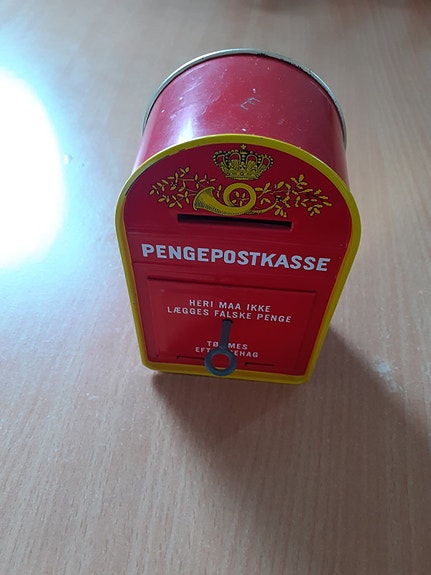 E
PENGEPOSTKASSE
HERI MAA IKKE
LÆGGES FALSKE PENGE